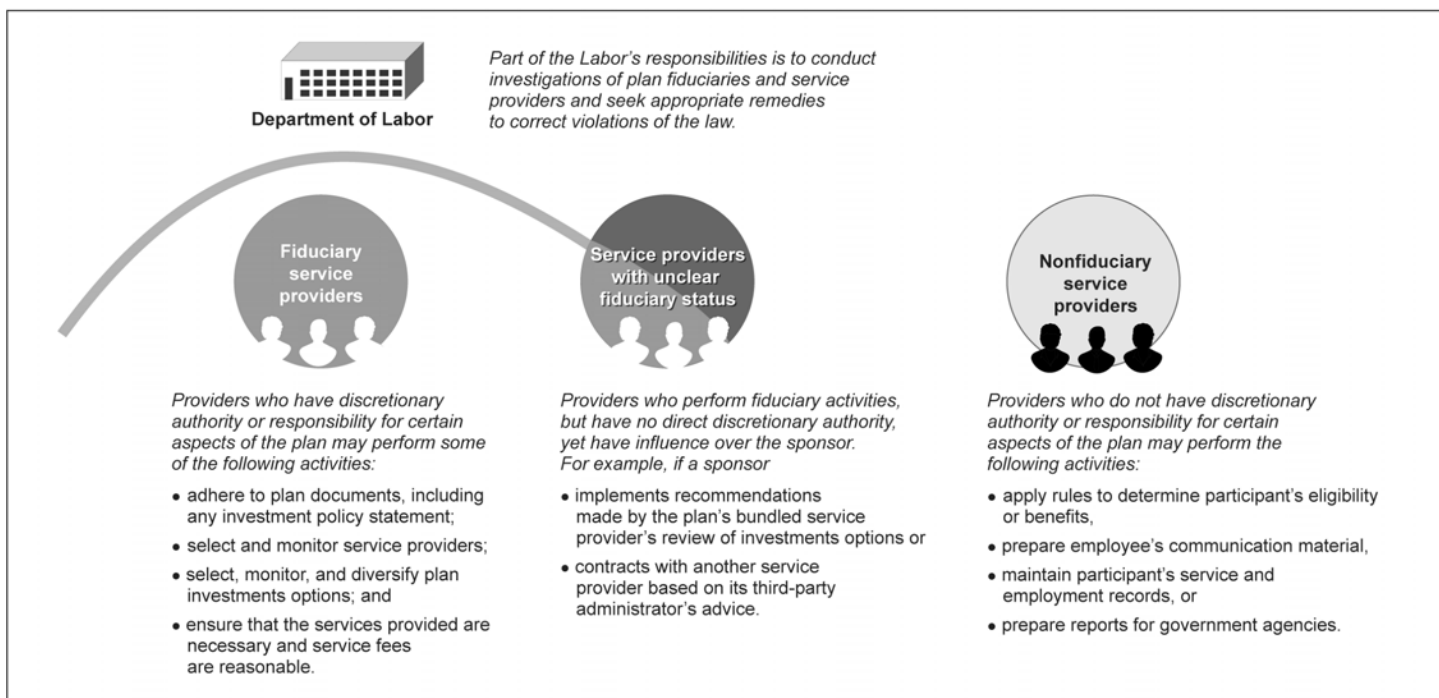 Part of the Labor’s responsibilities is to conduct
investigations of plan fiduciaries and service
providers and seek appropriate remedies
to correct violations of the law.
Department of Labor
Fiduciary
service
providers
Service providers
with unclear
fiduciary status
Nonfiduciary
service
providers
Providers who have discretionary
authority or responsibility for certain
aspects of the plan may perform some
of the following activities:
• adhere to plan documents, including
any investment policy statement;
• select and monitor service providers;
• select, monitor, and diversify plan
investments options; and
• ensure that the services provided are
necessary and service fees
are reasonable.
Providers who perform fiduciary activities,
but have no direct discretionary authority,
yet have influence over the sponsor.
For example, if a sponsor
• implements recommendations
made by the plan’s bundled service
provider’s review of investments options or
• contracts with another service
provider based on its third-party
administrator’s advice.
Providers who do not have discretionary
authority or responsibility for certain
aspects of the plan may perform the
following activities:
• apply rules to determine participant’s eligibility
or benefits,
• prepare employee’s communication material,
• maintain participant’s service and
employment records, or
• prepare reports for government agencies.